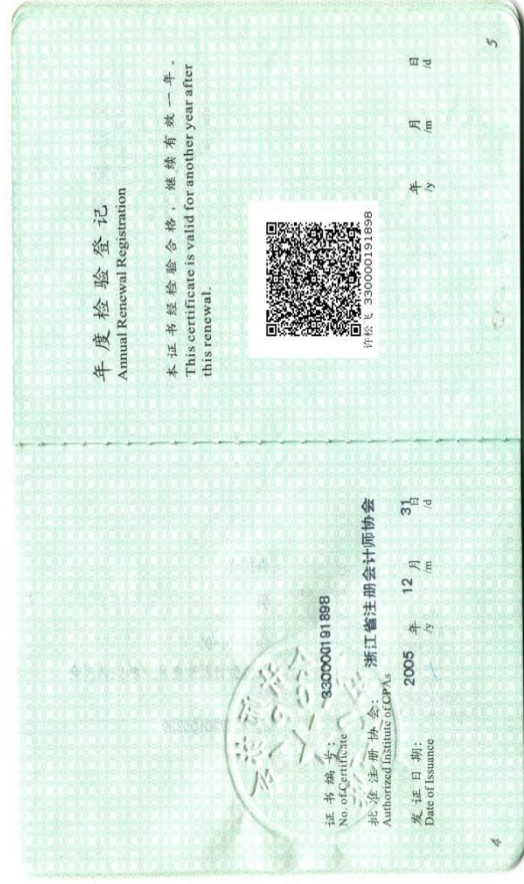 证书编号: 330000191898
No. of Certificate
批准注册协会: 浙江省注册会计师协会
Authorized Institute of CPAs
发证日期: 2005 年 12 月 31 日
Date of Issuance /y /m /d
4
年度检验登记
Annual Renewal Registration
本证书经检验合格，继续有效一年。
This certificate is valid for another year after
this renewal.
许松飞 330000191898
年 月 日
/y /m /d
5